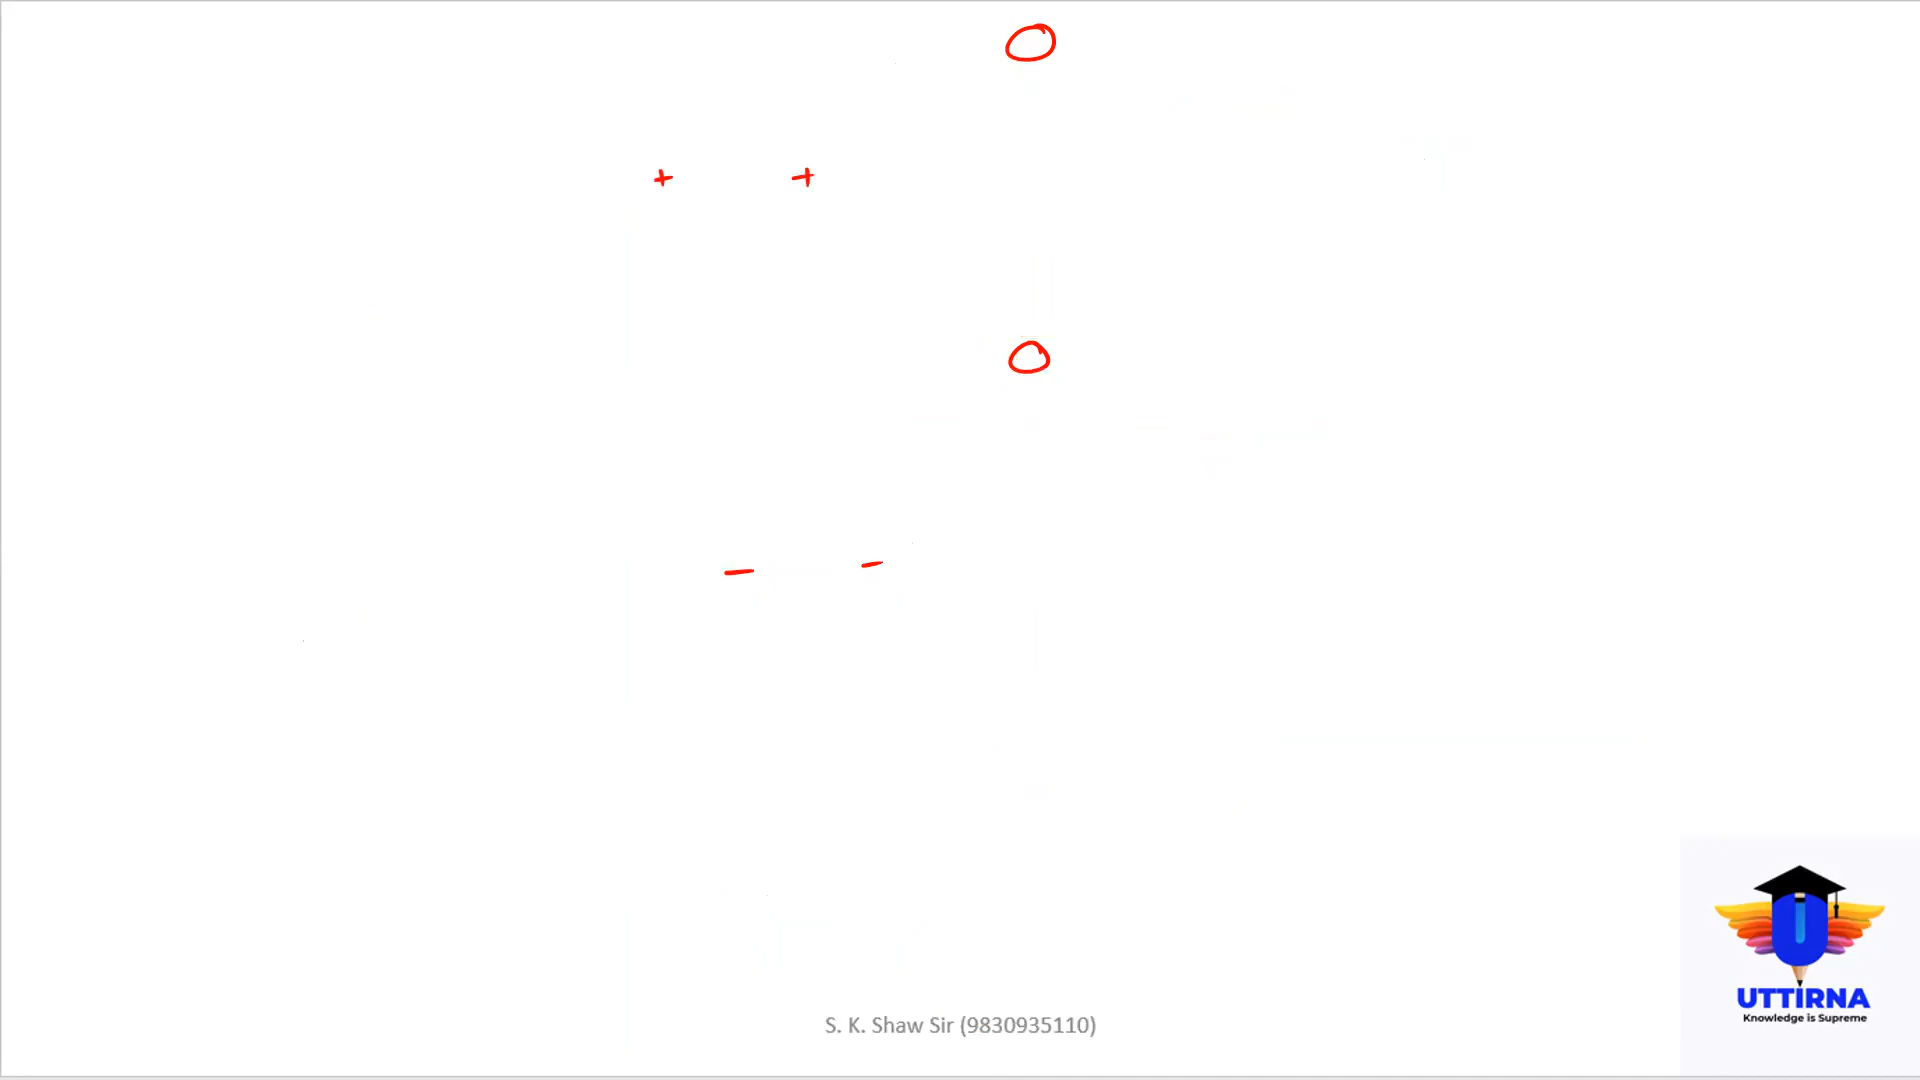 O
+ +
O
- -
S. K. Shaw Sir (9830935110)
UTTIRNA
Knowledge is Supreme